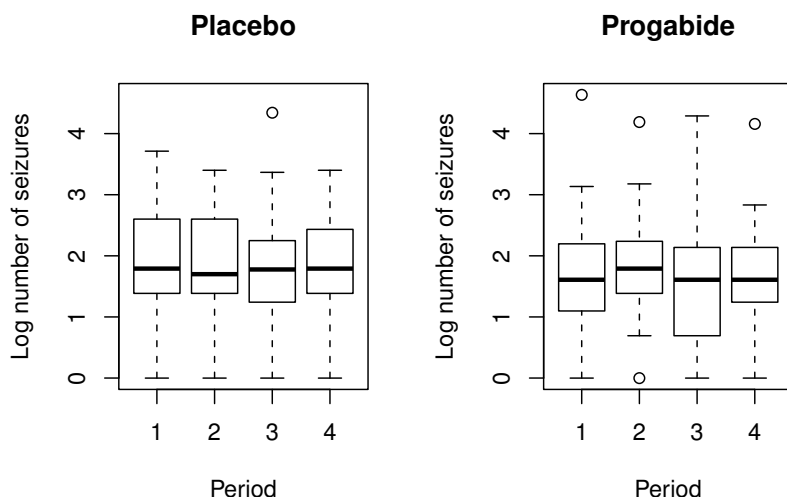 Placebo
Log number of seizures
4
3
2
1
0
1 2 3 4
Period
Progabide
Log number of seizures
4
3
2
1
0
1 2 3 4
Period